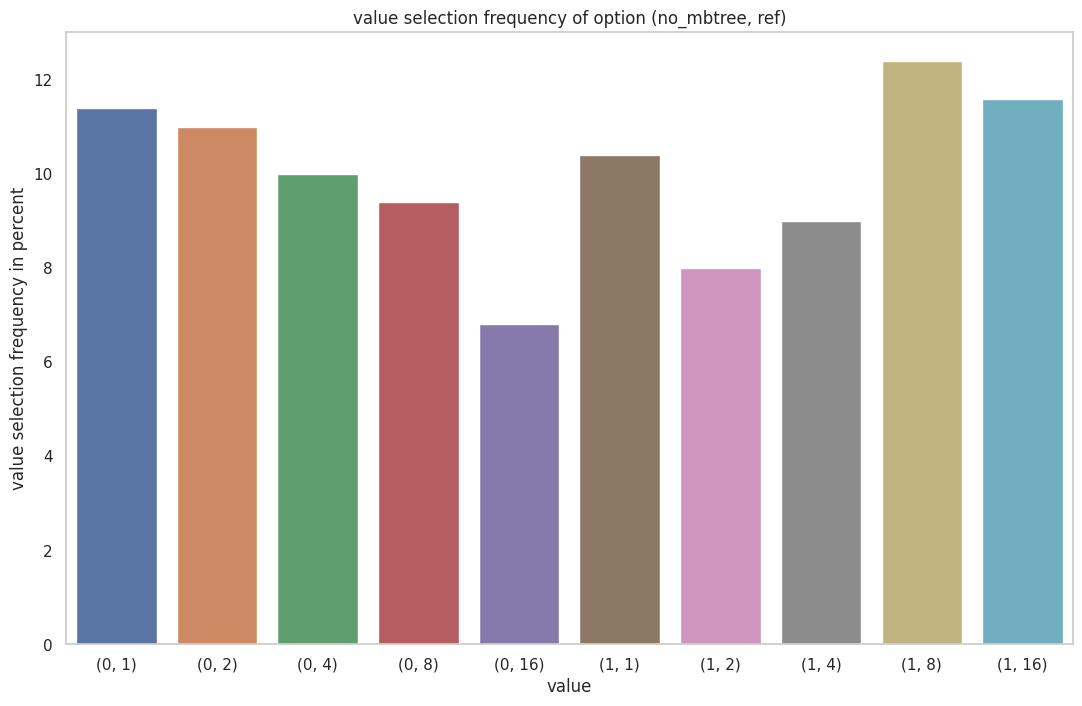 value selection frequency of option (no_mbtree, ref)
value selection frequency in percent
12
10
8
6
4
2
0
(0, 1) (0, 2) (0, 4) (0, 8) (0, 16) (1, 1) (1, 2) (1, 4) (1, 8) (1, 16)
value